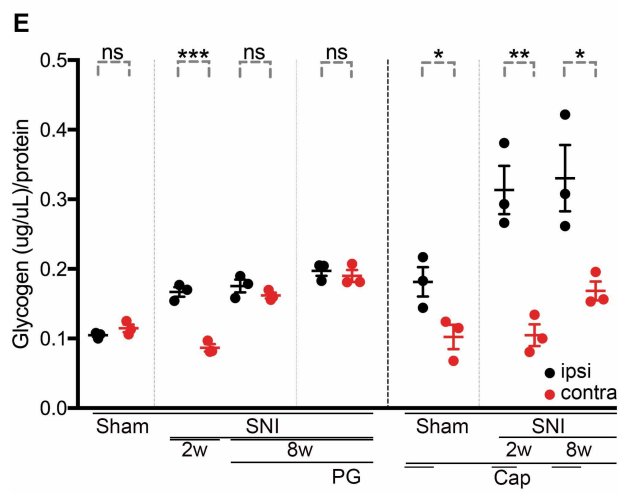 E
ns *** ns ns * ** *
0.5
0.4
0.3
0.2
0.1
0.0
Glycogen (ug/uL)/protein
ipsi
contra
Sham SNI Sham SNI
2w 8w 2w 8w
PG Cap